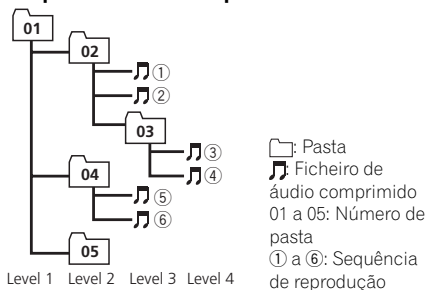 01
02
①
②
03
③
④
04
⑤
⑥
05
Level 1 Level 2 Level 3 Level 4
: Pasta
: Ficheiro de
áudio comprimido
01 a 05: Número de
pasta
① a ⑥: Sequência
de reprodução